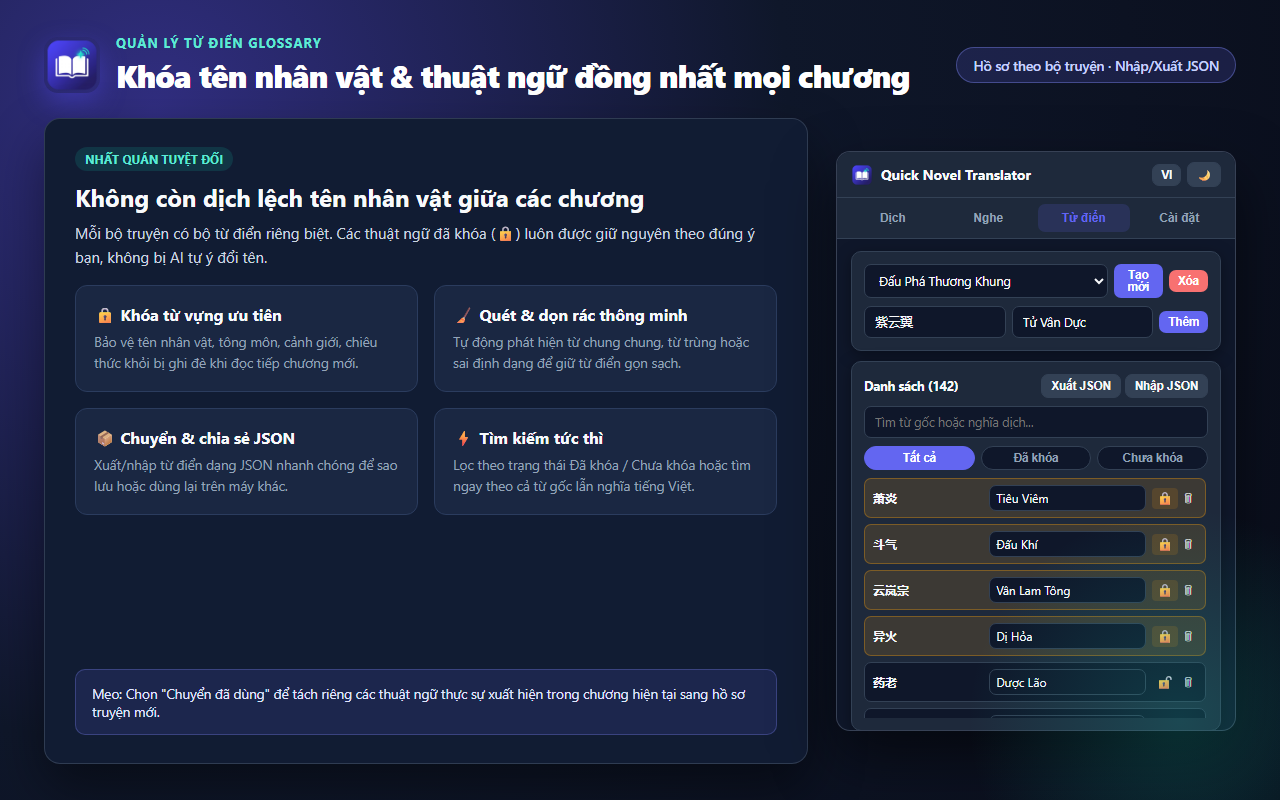 QUẢN LÝ TỪ ĐIỂN GLOSSARY
Khóa tên nhân vật & thuật ngữ đồng nhất mọi chương
Hồ sơ theo bộ truyện · Nhập/Xuất JSON
NHẤT QUÁN TUYỆT ĐỐI
Không còn dịch lệch tên nhân vật giữa các chương
Mỗi bộ truyện có bộ từ điển riêng biệt. Các thuật ngữ đã khóa (🔒) luôn được giữ nguyên theo đúng ý
bạn, không bị AI tự ý đổi tên.
🔒 Khóa từ vựng ưu tiên
Bảo vệ tên nhân vật, tông môn, cảnh giới, chiêu
thức khỏi bị ghi đè khi đọc tiếp chương mới.
🧹 Quét & dọn rác thông minh
Tự động phát hiện từ chung chung, từ trùng hoặc
sai định dạng để giữ từ điển gọn sạch.
📦 Chuyển & chia sẻ JSON
Xuất/nhập từ điển dạng JSON nhanh chóng để sao
lưu hoặc dùng lại trên máy khác.
⚡ Tìm kiếm tức thì
Lọc theo trạng thái Đã khóa / Chưa khóa hoặc tìm
ngay theo cả từ gốc lẫn nghĩa tiếng Việt.
Mẹo: Chọn "Chuyển đã dùng" để tách riêng các thuật ngữ thực sự xuất hiện trong chương hiện tại sang hồ sơ
truyện mới.
Quick Novel Translator
VI
Dịch
Nghe
Từ điển
Cài đặt
Đấu Phá Thương Khung
Tạo
mới
Xóa
紫云翼
Tử Vân Dực
Thêm
Danh sách (142)
Xuất JSON
Nhập JSON
Tìm từ gốc hoặc nghĩa dịch...
Tất cả
Đã khóa
Chưa khóa
萧炎
Tiêu Viêm
斗气
Đấu Khí
云岚宗
Vân Lam Tông
异火
Dị Hỏa
药老
Dược Lão